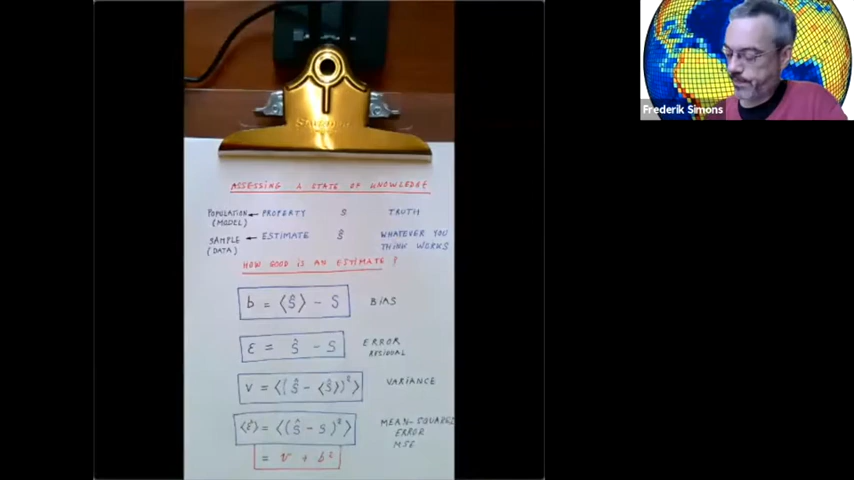 ASSESSING A STATE OF KNOWLEDGE
POPULATION ← PROPERTY S TRUTH
(MODEL)
SAMPLE ← ESTIMATE Ŝ WHATEVER YOU
(DATA) THINK WORKS
HOW GOOD IS AN ESTIMATE ?
b = ⟨Ŝ⟩ - S BIAS
ε = Ŝ - S ERROR
RESIDUAL
V = ⟨(Ŝ - ⟨Ŝ⟩)²⟩ VARIANCE
⟨ε²⟩ = ⟨(Ŝ - S)²⟩ MEAN-SQUARED
ERROR
MSE
= V + b²
Frederik Simons